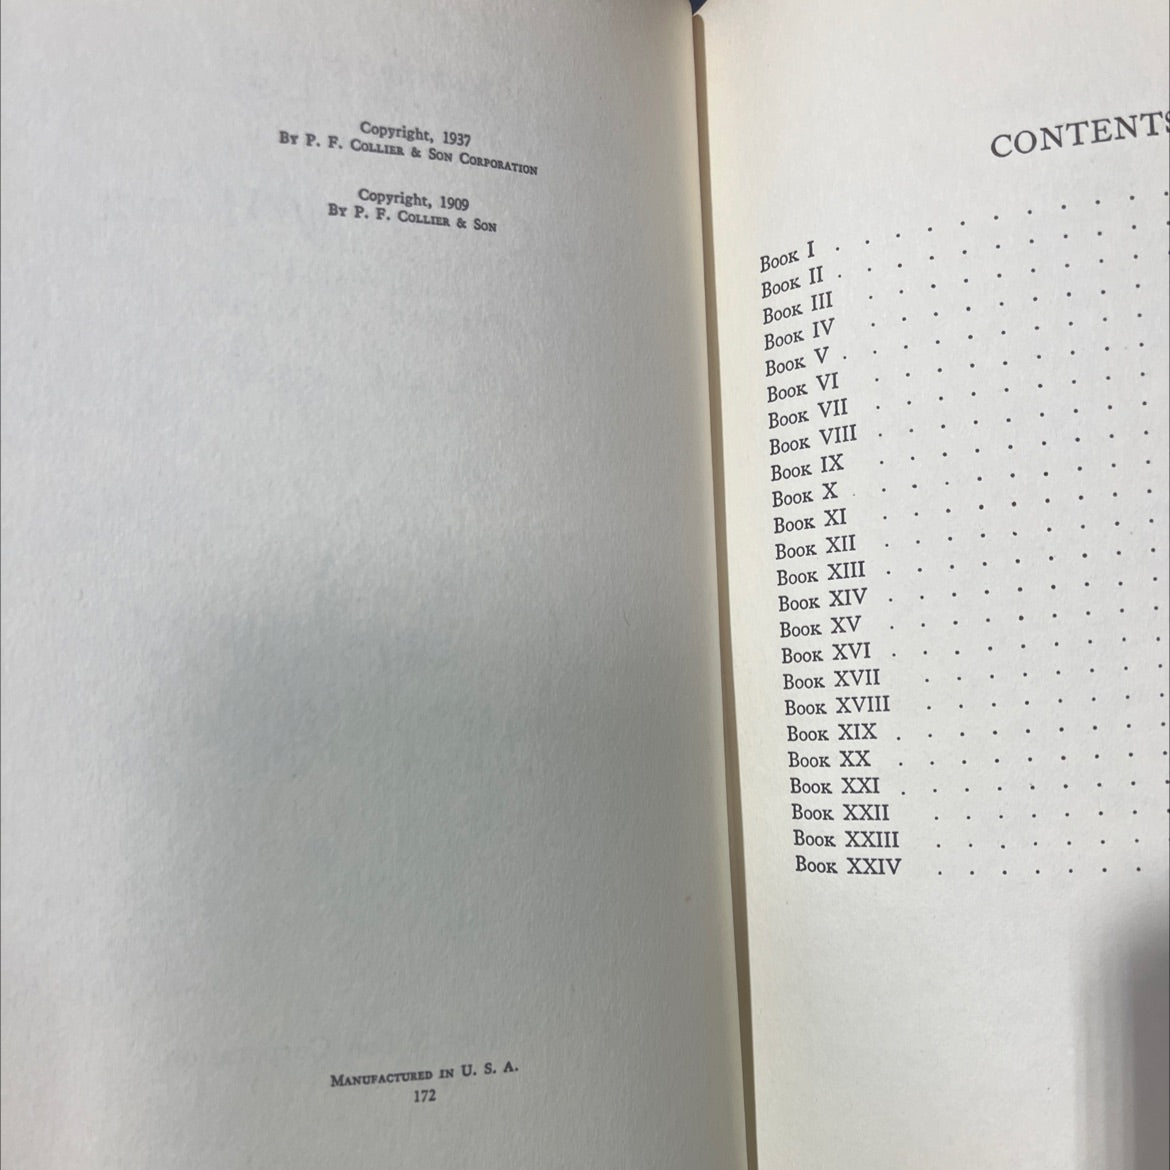 Copyright, 1937
By P. F. Collier & Son Corporation
Copyright, 1909
By P. F. Collier & Son
Manufactured in U. S. A.
172
CONTENTS
Book I
Book II
Book III
Book IV
Book V
Book VI
Book VII
Book VIII
Book IX
Book X
Book XI
Book XII
Book XIII
Book XIV
Book XV
Book XVI
Book XVII
Book XVIII
Book XIX
Book XX
Book XXI
Book XXII
Book XXIII
Book XXIV